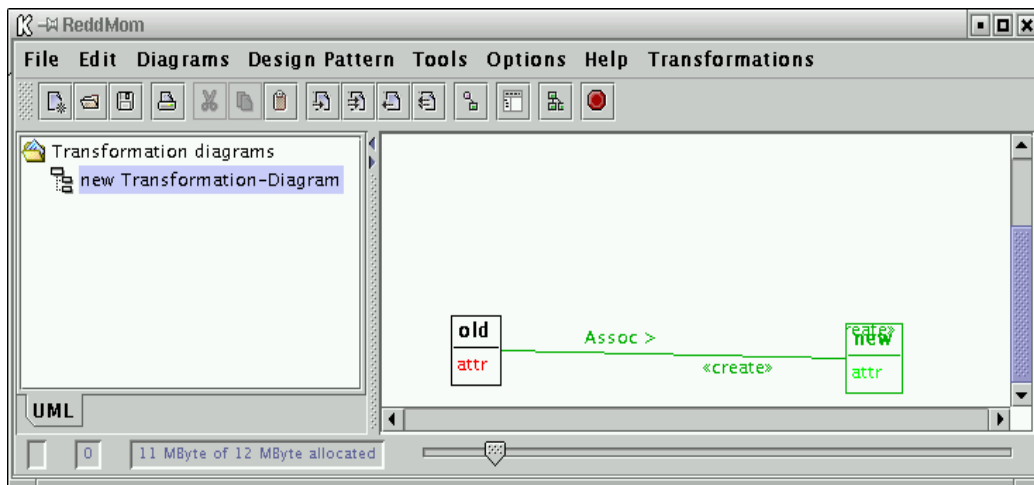 ReddMom
File Edit Diagrams Design Pattern Tools Options Help Transformations
Transformation diagrams
new Transformation-Diagram
old
attr
Assoc >
«create»
new
attr
UML
0
11 MByte of 12 MByte allocated